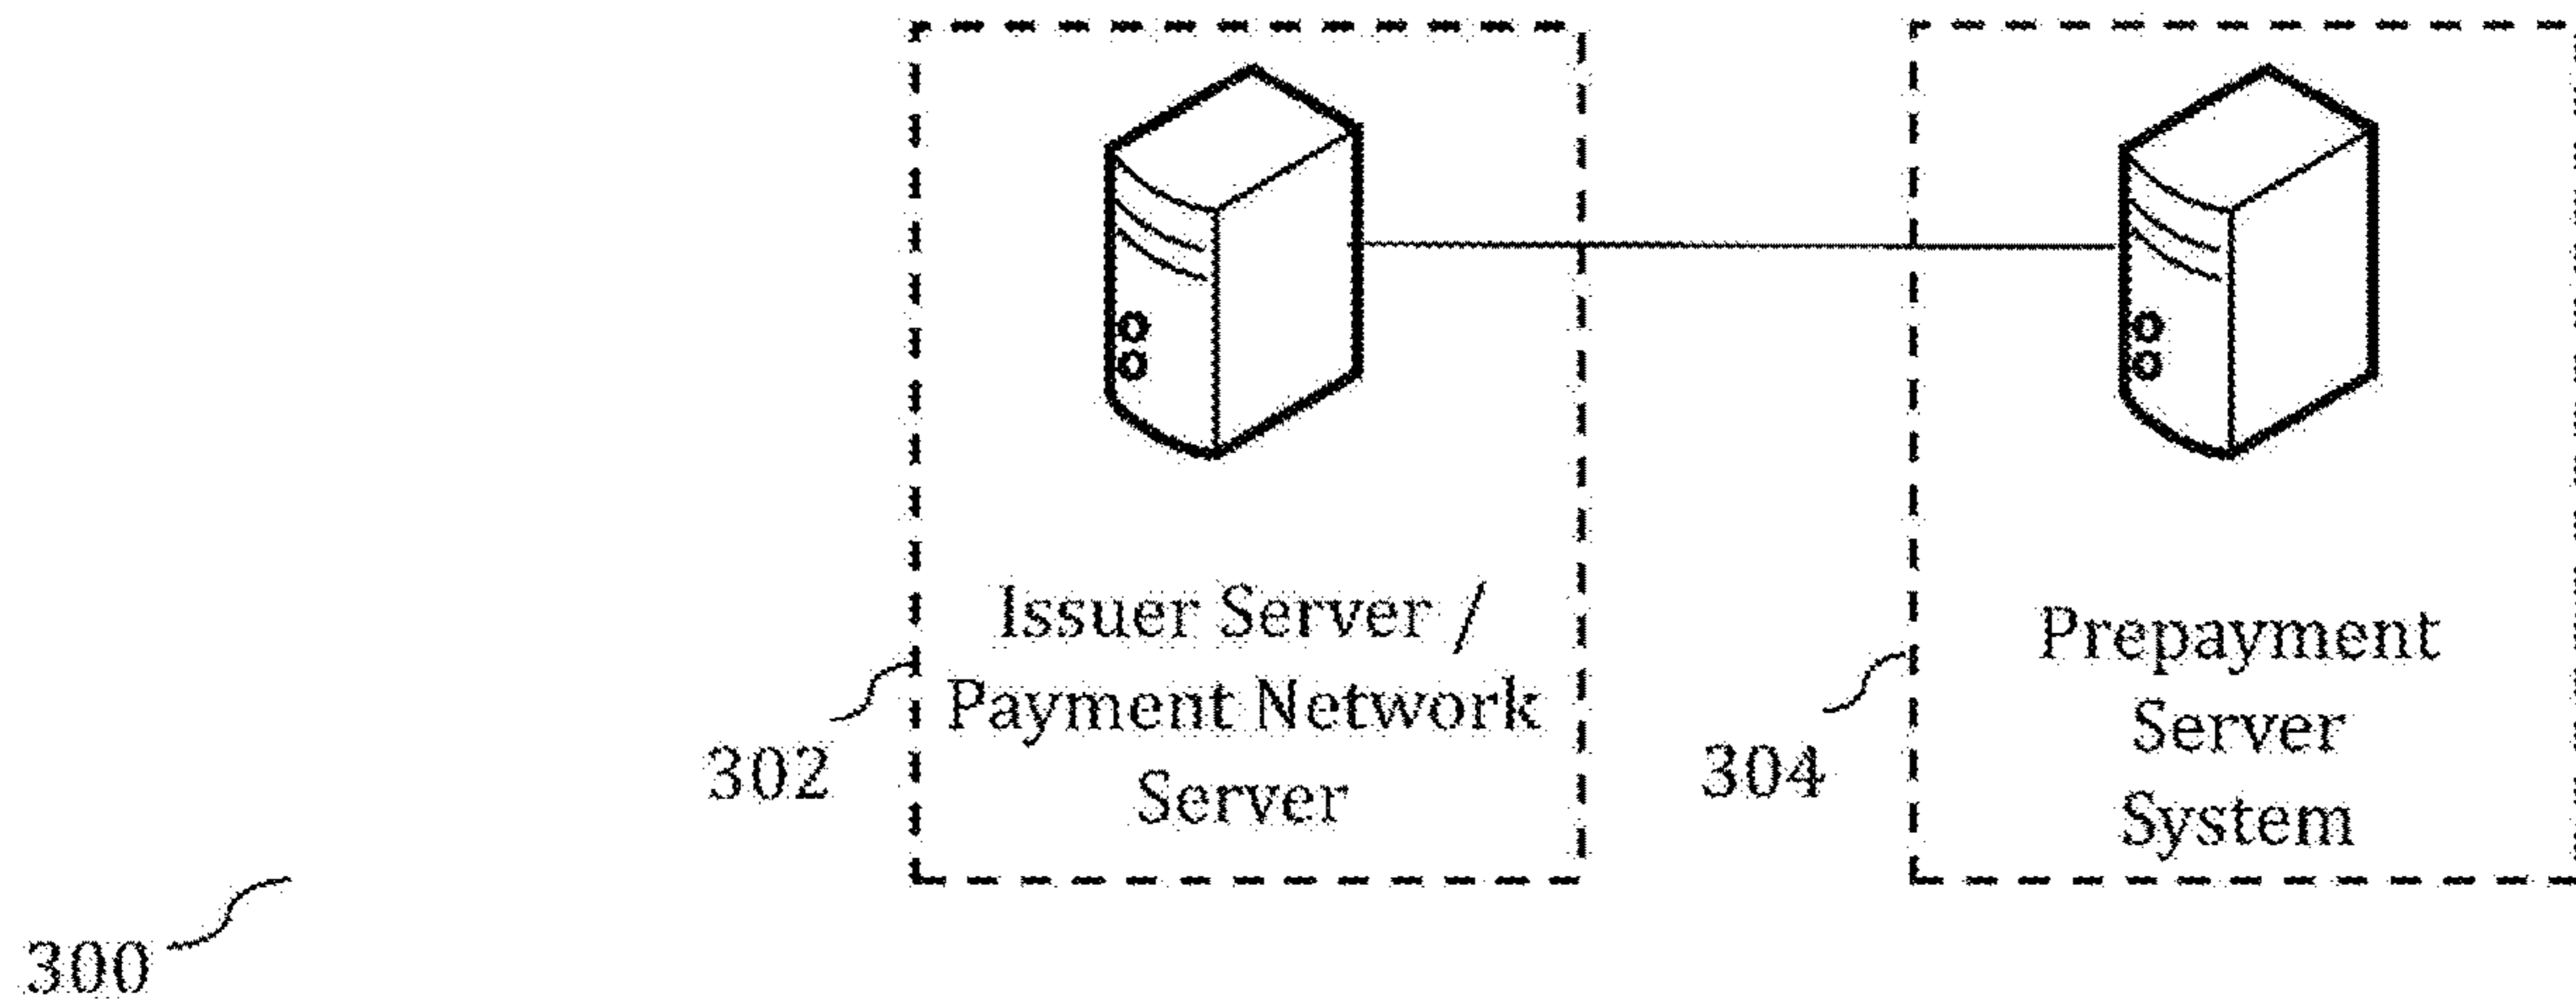 Issuer Server /
Payment Network
Server
302
Prepayment
Server
System
304
300